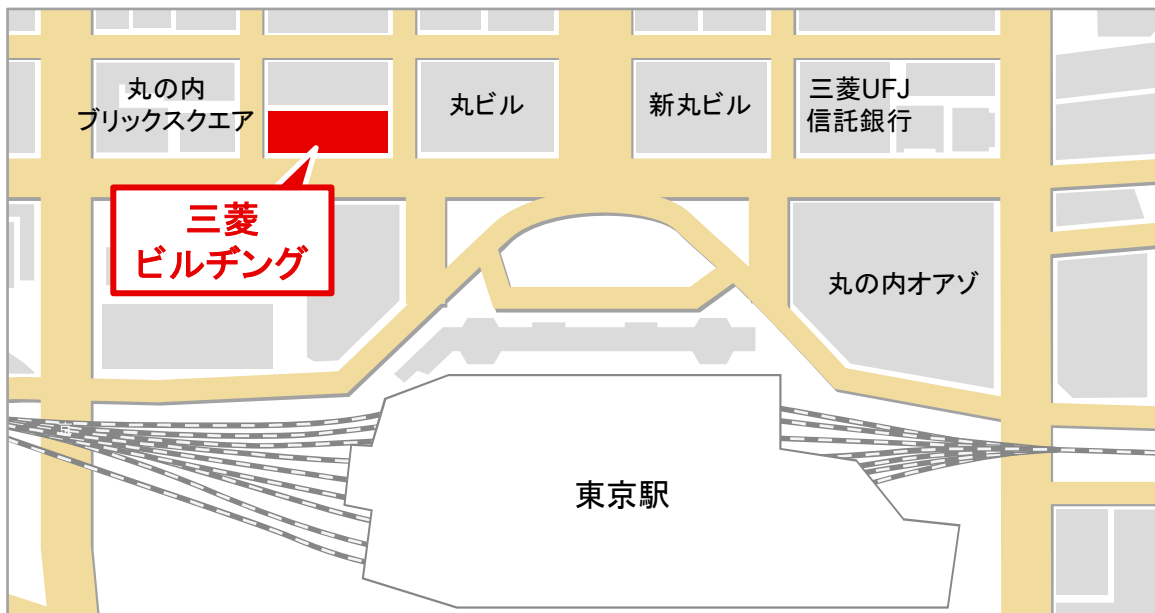 丸の内
ブリックスクエア
丸ビル
新丸ビル
三菱UFJ
信託銀行
三菱
ビルヂング
丸の内オアゾ
京
東京駅